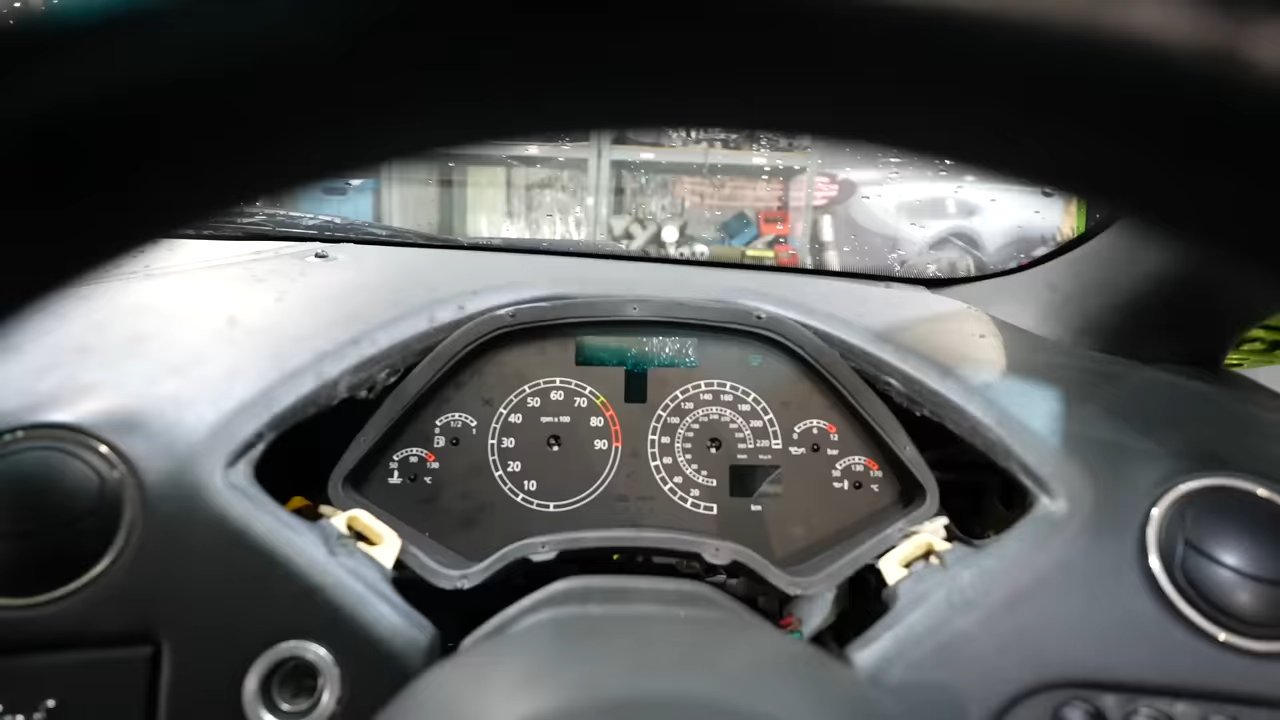 0 1/2 1
50 90 130
°C
10 20 30 40 50 60 70 80 90
rpm x 100
20 40 60 80 100 120 140 160 180 200 220
km
0 6 12
bar
50 130 170
°C